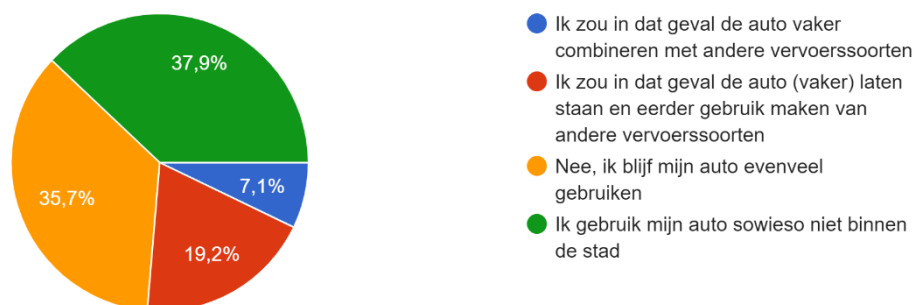 37,9%
35,7%
7,1%
19,2%
Ik zou in dat geval de auto vaker
combineren met andere vervoerssoorten
Ik zou in dat geval de auto (vaker) laten
staan en eerder gebruik maken van
andere vervoerssoorten
Nee, ik blijf mijn auto evenveel
gebruiken
Ik gebruik mijn auto sowieso niet binnen
de stad